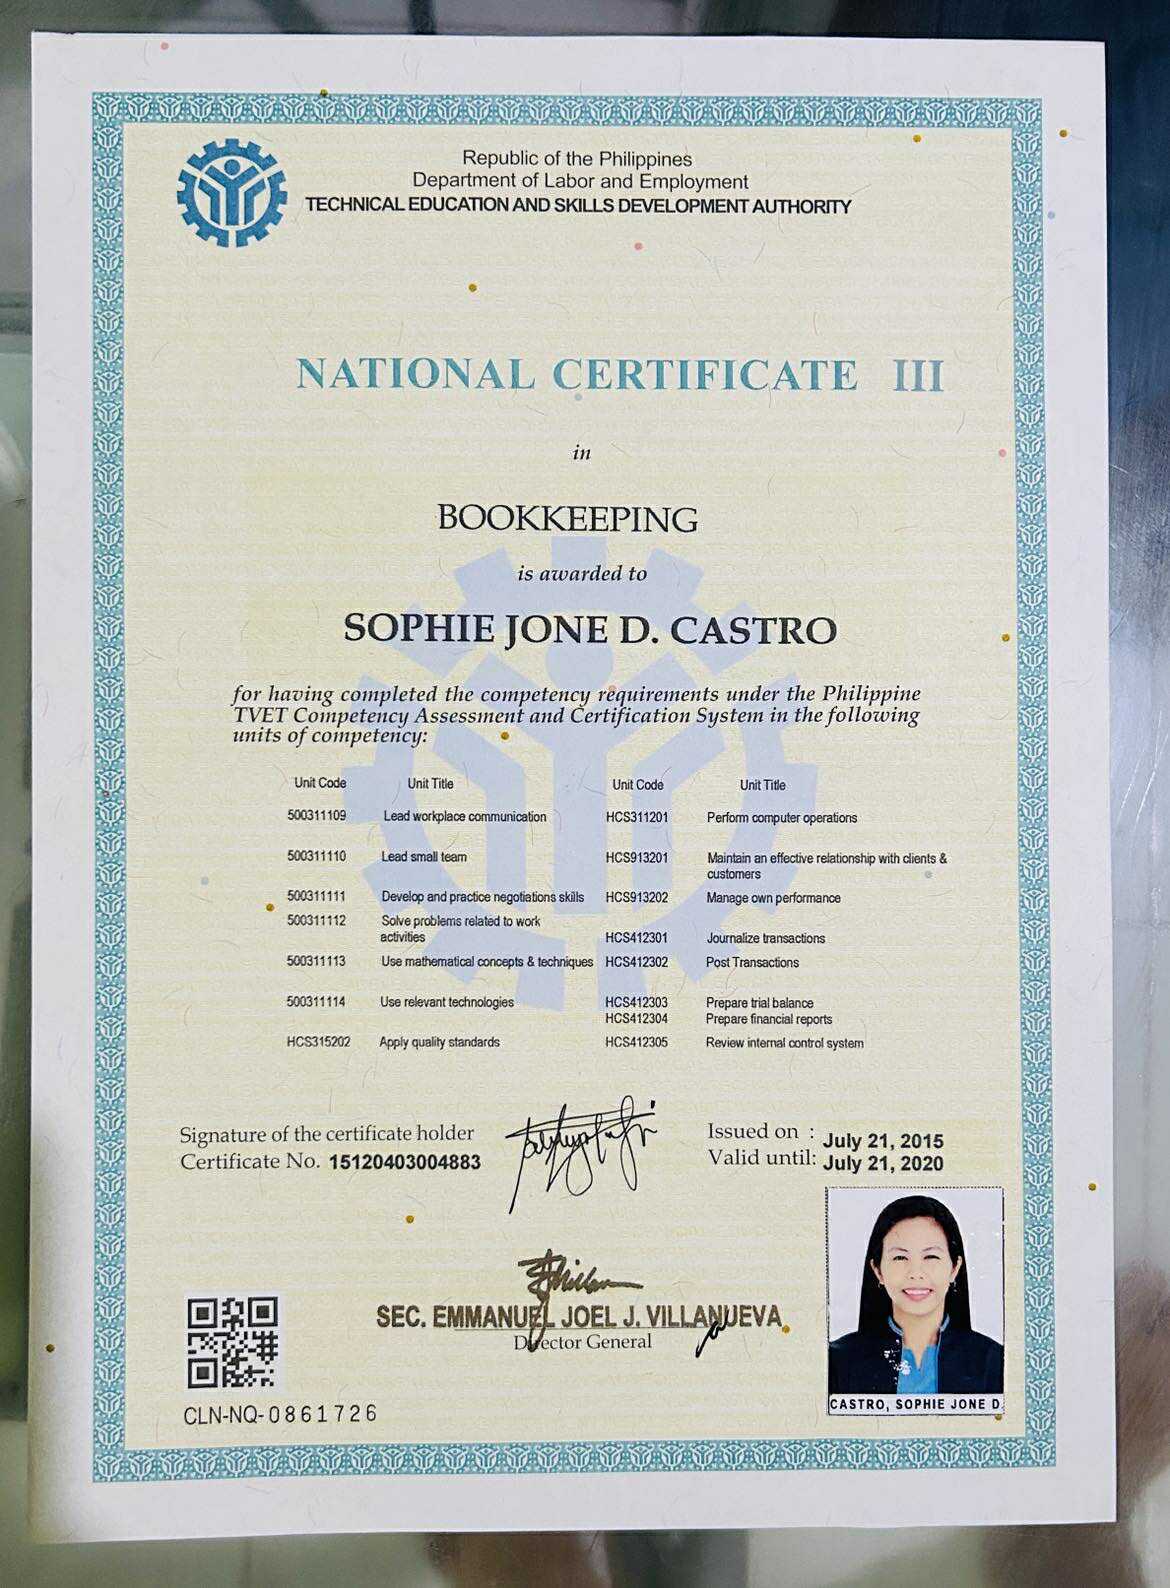 Republic of the Philippines
Department of Labor and Employment
TECHNICAL EDUCATION AND SKILLS DEVELOPMENT AUTHORITY
NATIONAL CERTIFICATE III
in
BOOKKEEPING
is awarded to
SOPHIE JONE D. CASTRO
for having completed the competency requirements under the Philippine
TVET Competency Assessment and Certification System in the following
units of competency:
Unit Code Unit Title Unit Code Unit Title
500311109 Lead workplace communication HCS311201 Perform computer operations
500311110 Lead small team HCS913201 Maintain an effective relationship with clients &
customers
500311111 Develop and practice negotiations skills HCS913202 Manage own performance
500311112 Solve problems related to work
activities HCS412301 Journalize transactions
500311113 Use mathematical concepts & techniques HCS412302 Post Transactions
500311114 Use relevant technologies HCS412303 Prepare trial balance
HCS412304 Prepare financial reports
HCS315202 Apply quality standards HCS412305 Review internal control system
Signature of the certificate holder
Certificate No. 15120403004883
Issued on : July 21, 2015
Valid until: July 21, 2020
SEC. EMMANUEL JOEL J. VILLANUEVA
Director General
CASTRO, SOPHIE JONE D.
CLN-NQ-0861726